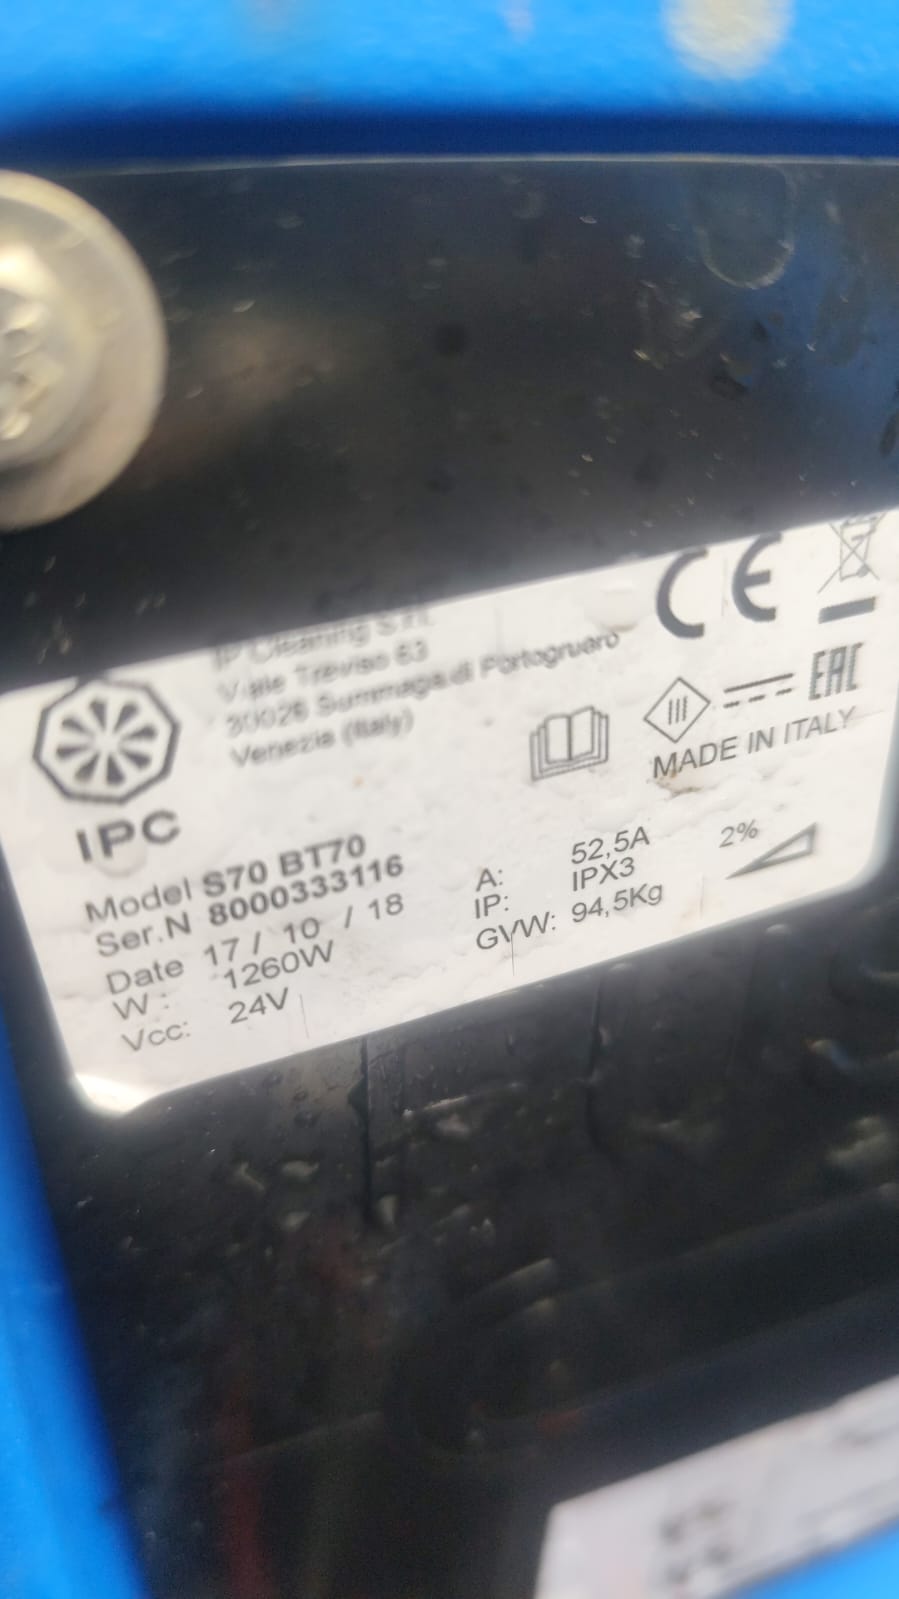 IP Cleaning S.r.l.
Viale Treviso 63
30026 Summaga di Portogruaro
Venezia (Italy)
CE
EAC
MADE IN ITALY
IPC
Model S70 BT70
Ser.N 8000333116
Date 17 / 10 / 18
W : 1260W
Vcc: 24V
A: 52,5A
IP: IPX3
GVW: 94,5Kg
2%